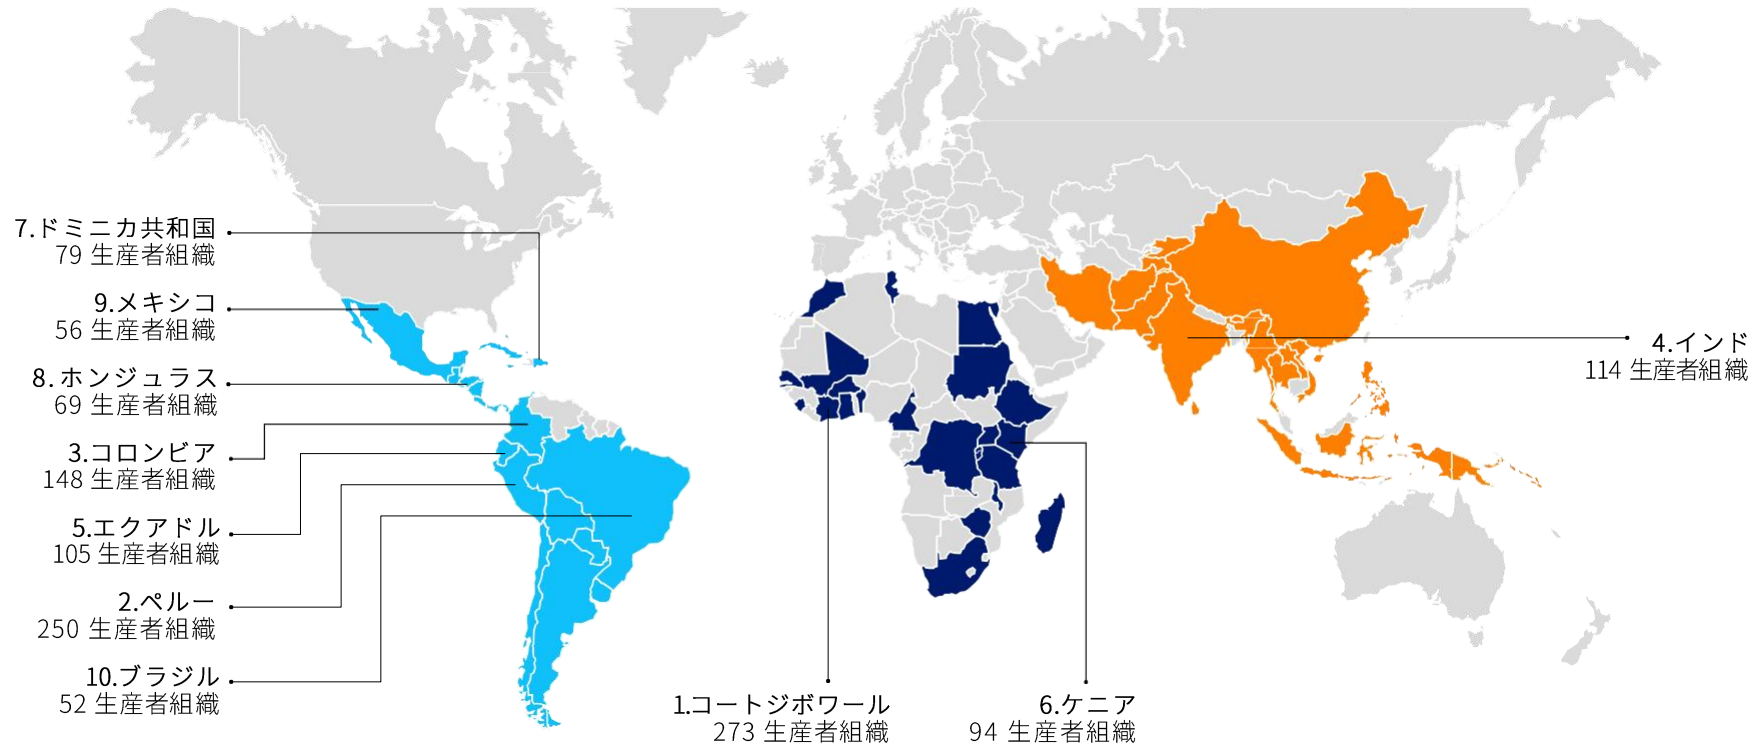 7.ドミニカ共和国
79 生産者組織
9.メキシコ
56 生産者組織
8.ホンジュラス
69 生産者組織
3.コロンビア
148 生産者組織
5.エクアドル
105 生産者組織
2.ペルー
250 生産者組織
10.ブラジル
52 生産者組織
1.コートジボワール
273 生産者組織
6.ケニア
94 生産者組織
4.インド
114 生産者組織